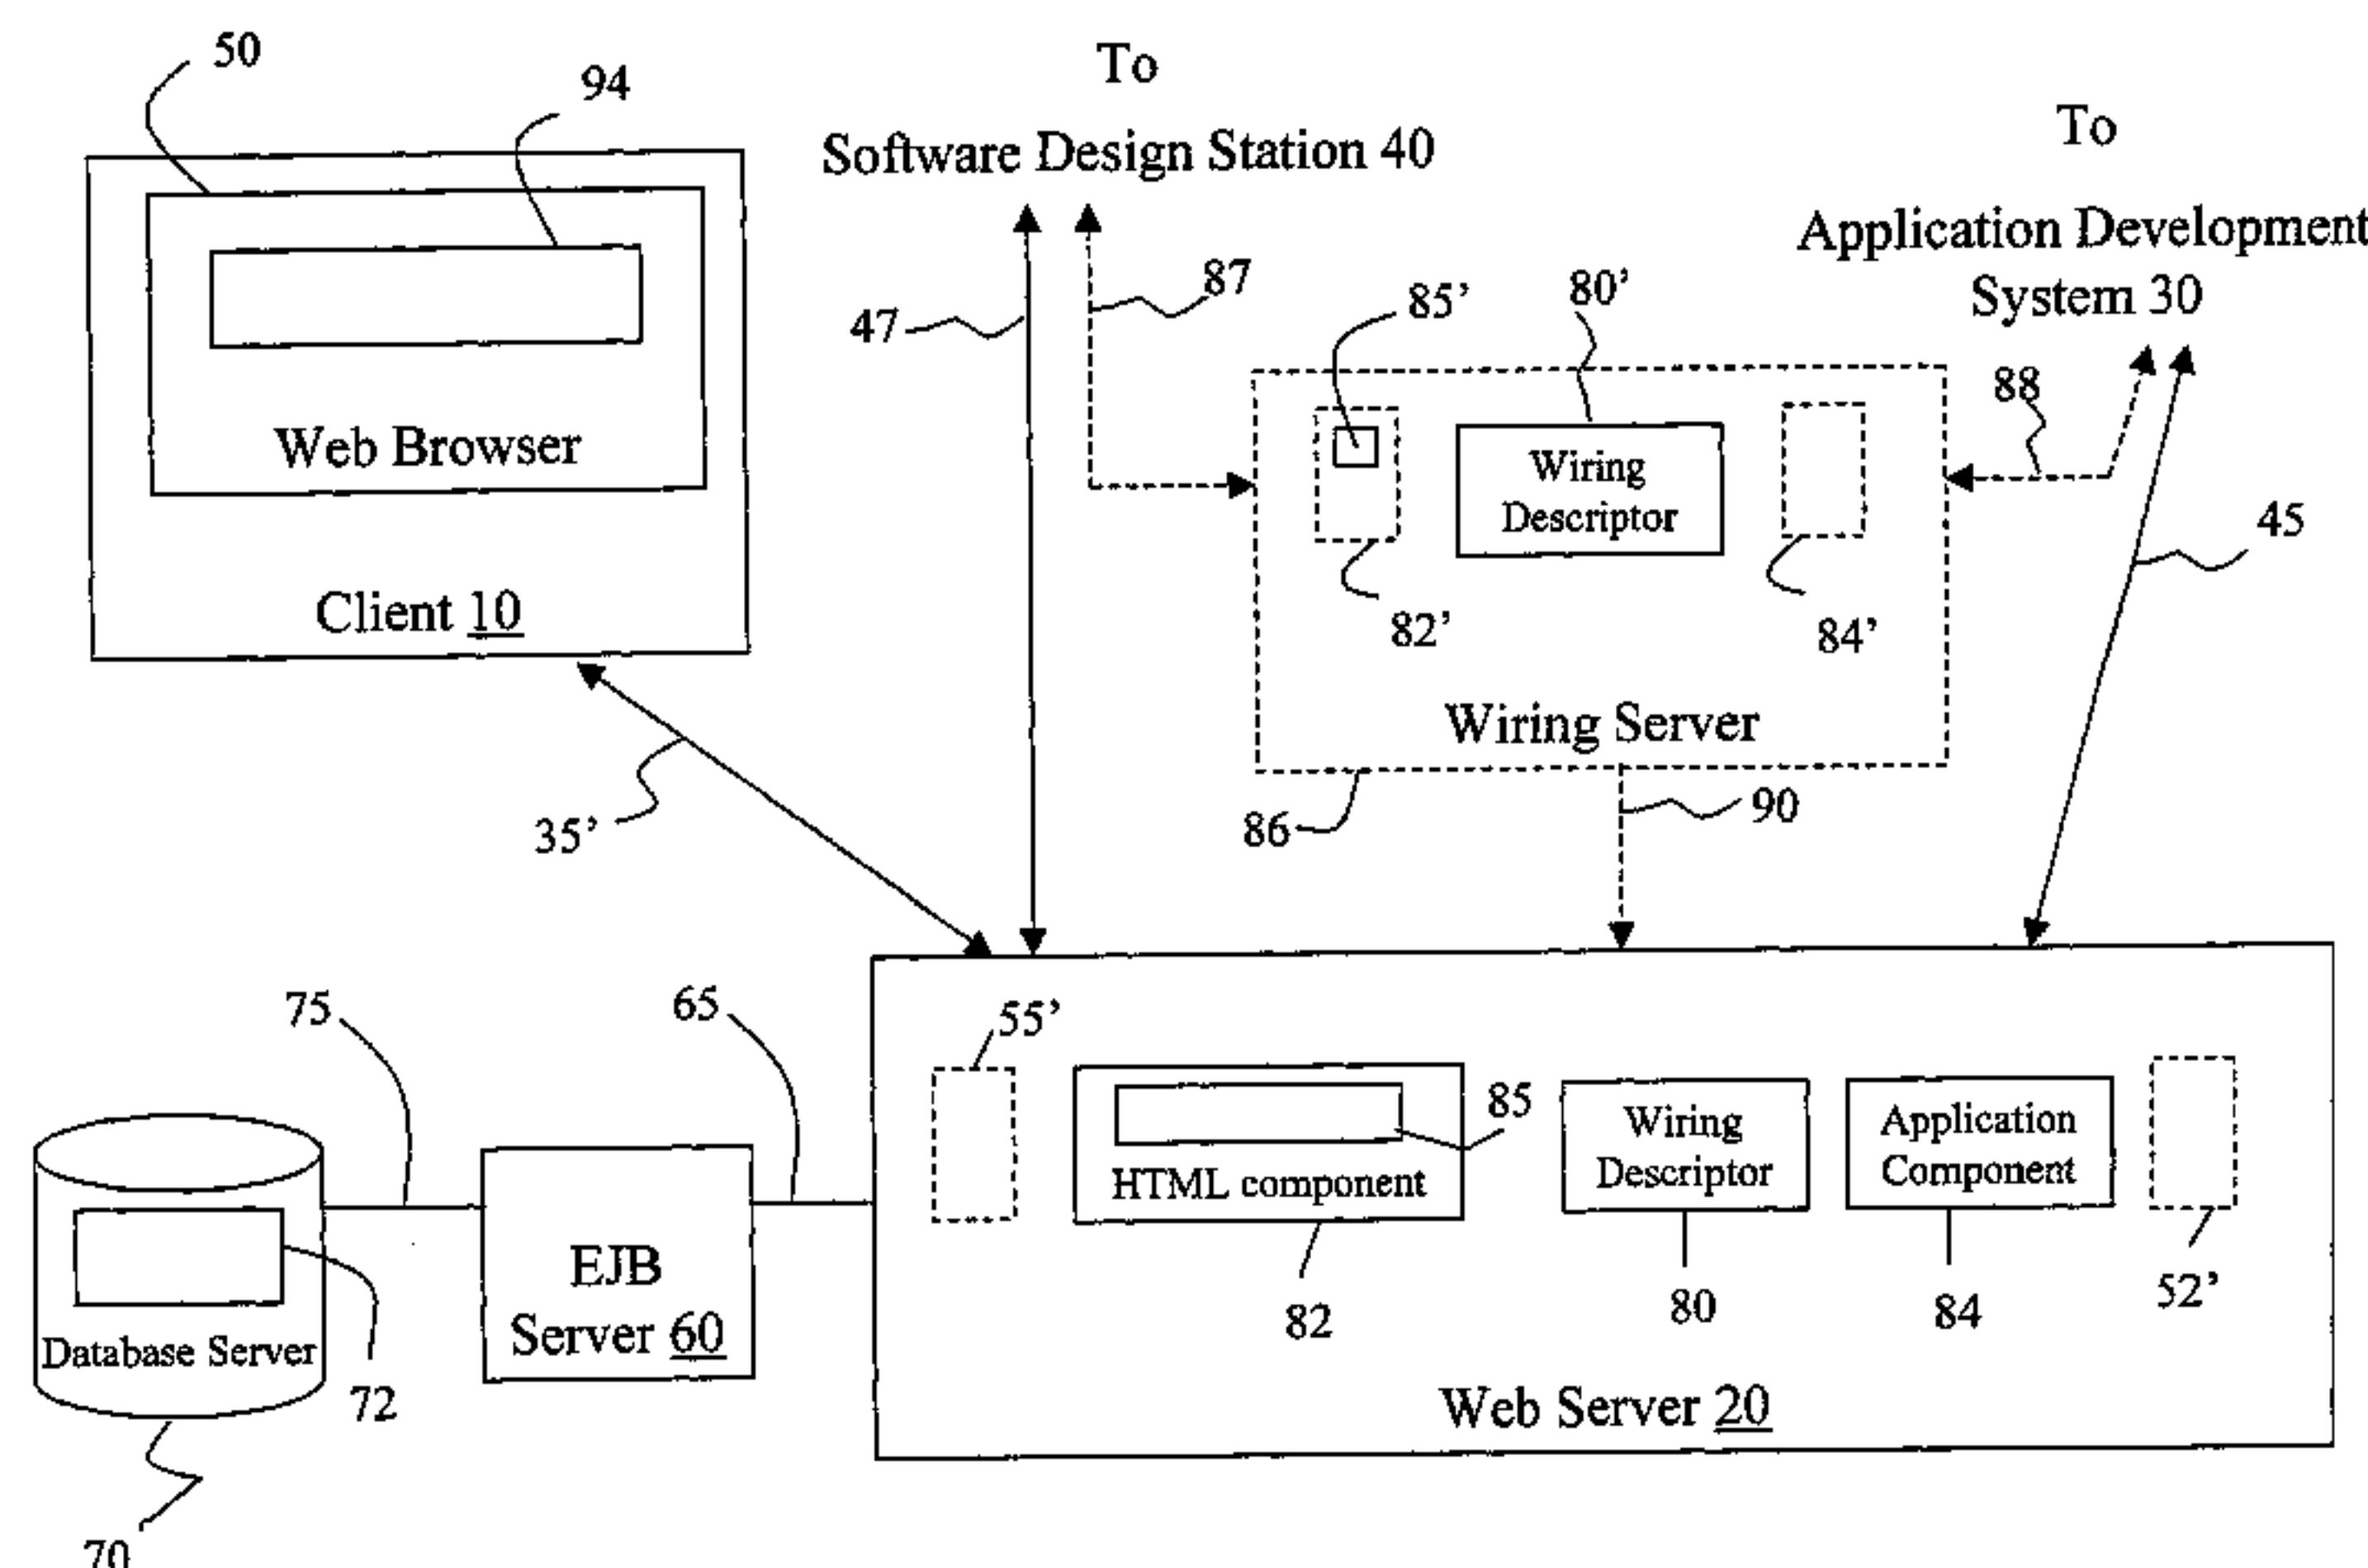 50
94
To
Software Design Station 40
To
Application Development
System 30
47
87
85’
80’
88
45
Web Browser
Wiring
Descriptor
Client 10
82’
84’
Wiring Server
35’
86
90
75
65
55’
85
HTML component
Wiring
Descriptor
Application
Component
EJB
Server 60
Database Server
72
82
80
84
52’
Web Server 20
70